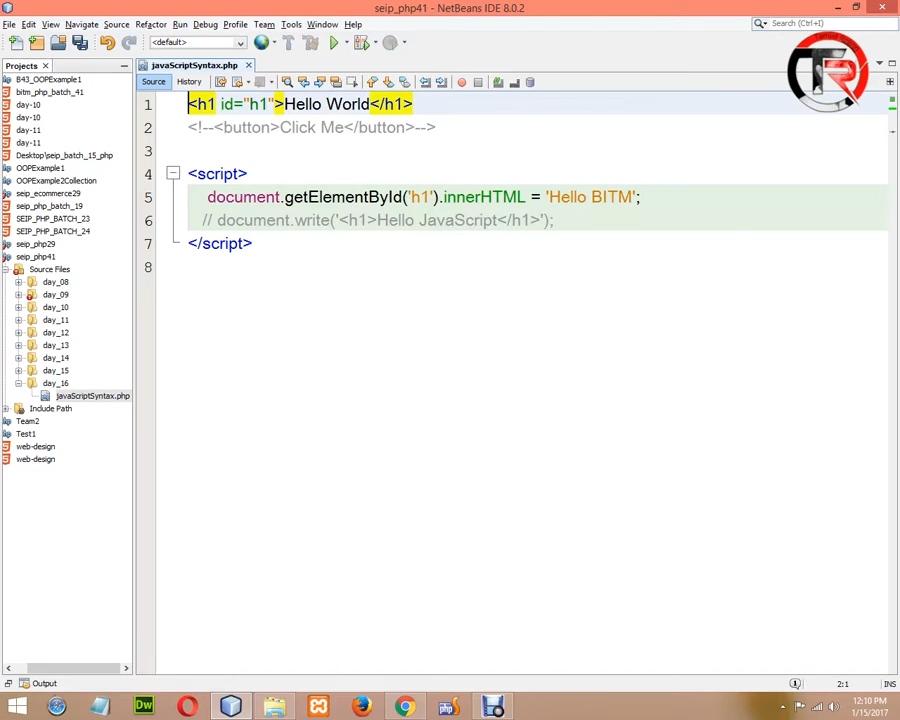 seip_php41 - NetBeans IDE 8.0.2
File Edit View Navigate Source Refactor Run Debug Profile Team Tools Window Help
Search (Ctrl+I)
<default>
Projects
javaScriptSyntax.php
Source History
B43_OOPExample1
bitm_php_batch_41
day-10
day-10
day-11
day-11
Desktop\seip_batch_15_php
OOPExample1
OOPExample2Collection
seip_ecommerce29
seip_php_batch_19
SEIP_PHP_BATCH_23
SEIP_PHP_BATCH_24
seip_php29
seip_php41
Source Files
day_08
day_09
day_10
day_11
day_12
day_13
day_14
day_15
day_16
javaScriptSyntax.php
Include Path
Team2
Test1
web-design
web-design
1 <h1 id="h1">Hello World</h1>
2 <!--<button>Click Me</button>-->
3
4 <script>
5 document.getElementById('h1').innerHTML = 'Hello BITM';
6 // document.write('<h1>Hello JavaScript</h1>');
7 </script>
8
Output
2:1 INS
Dw
12:10 PM
1/15/2017